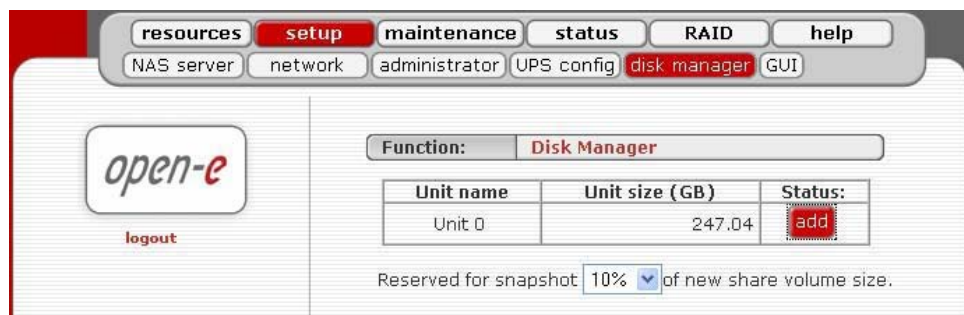 resources setup maintenance status RAID help
NAS server network administrator UPS config disk manager GUI
open-e
logout
Function: Disk Manager
Unit name Unit size (GB) Status:
Unit 0 247.04 add
Reserved for snapshot 10% of new share volume size.